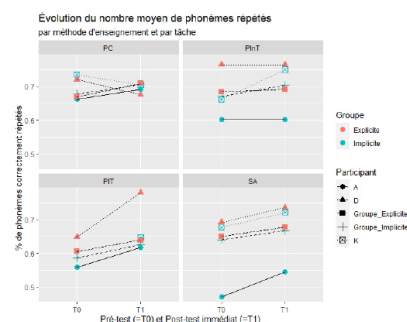 Évolution du nombre moyen de phonèmes répétés
par méthode d'enseignement et par tâche
PC
PInT
0.7
0.6
0.5
PIT
SA
0.7
0.6
0.5
T0
T1
T0
T1
% de phonèmes correctement répétés
Pré-test (=T0) et Post-test immédiat (=T1)
Groupe
Explicite
Implicite
Participant
A
D
Groupe_Explicite
Groupe_Implicite
K